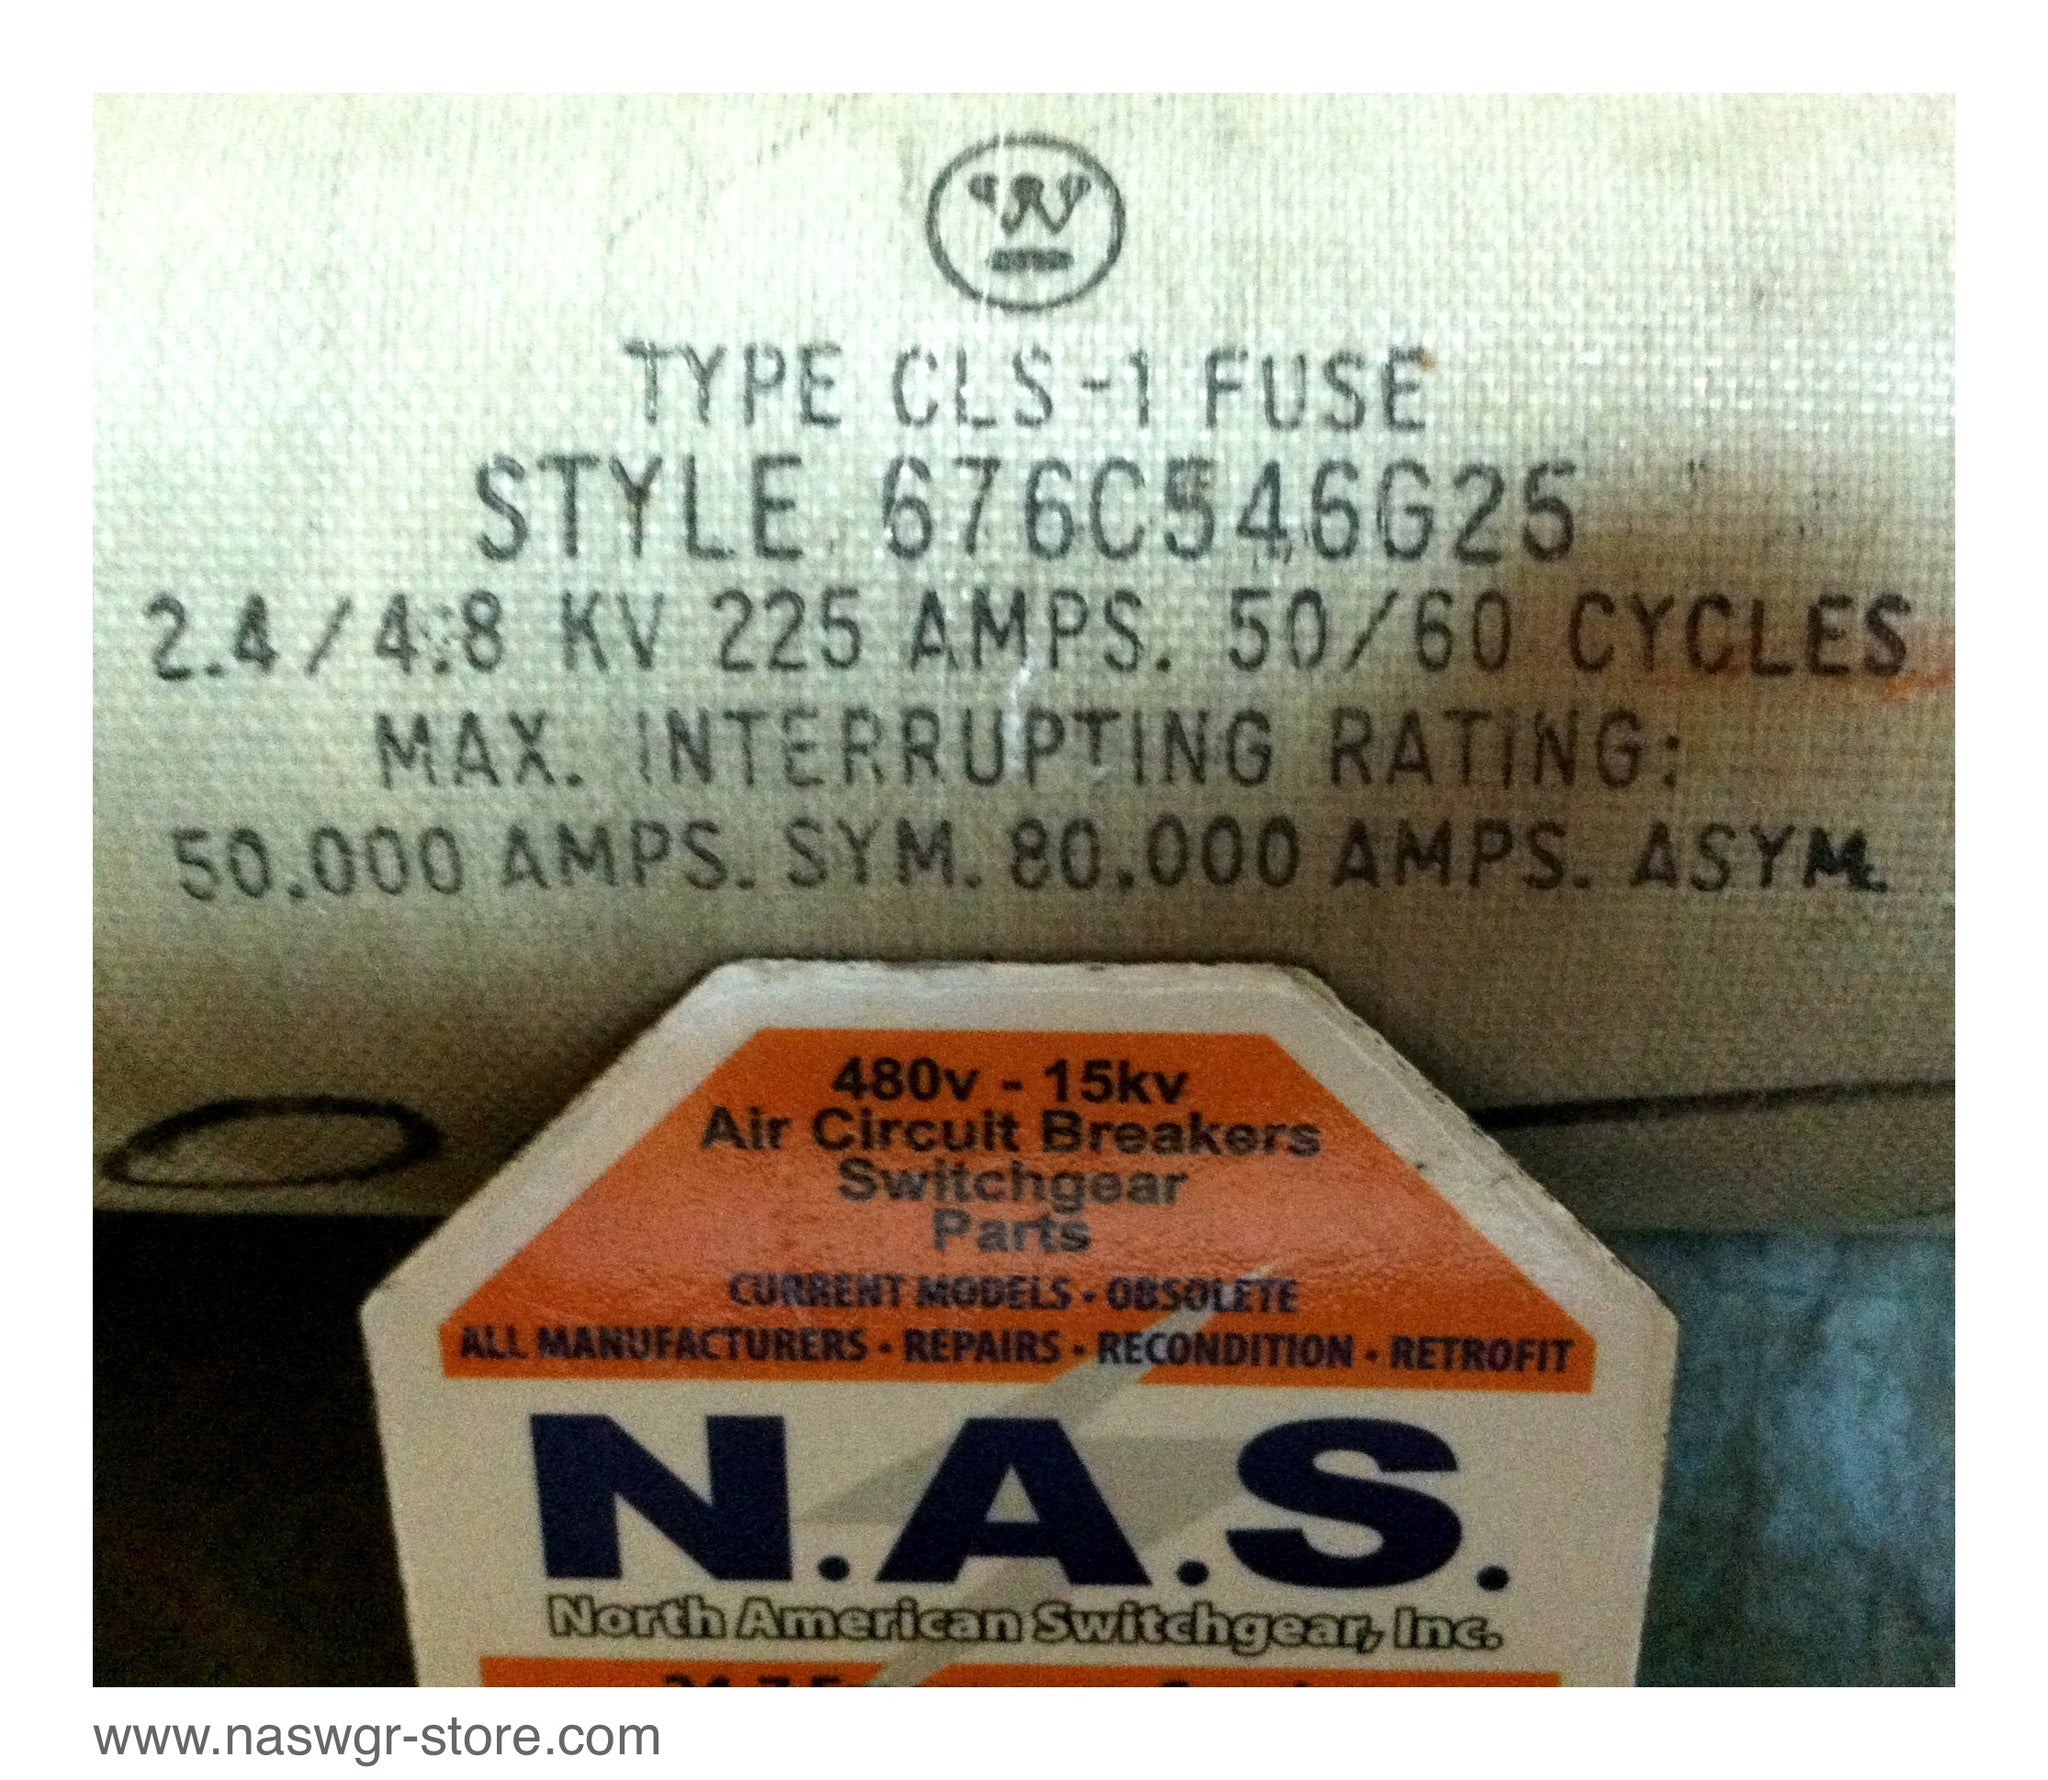 TYPE CLS-1 FUSE
STYLE 676C546G25
2.4/4.8 KV 225 AMPS. 50/60 CYCLES
MAX. INTERRUPTING RATING:
50.000 AMPS. SYM. 80.000 AMPS. ASYM.
480v - 15kv
Air Circuit Breakers
Switchgear
Parts
CURRENT MODELS • OBSOLETE
ALL MANUFACTURERS • REPAIRS • RECONDITION • RETROFIT
N.A.S.
North American Switchgear, Inc.
www.naswgr-store.com